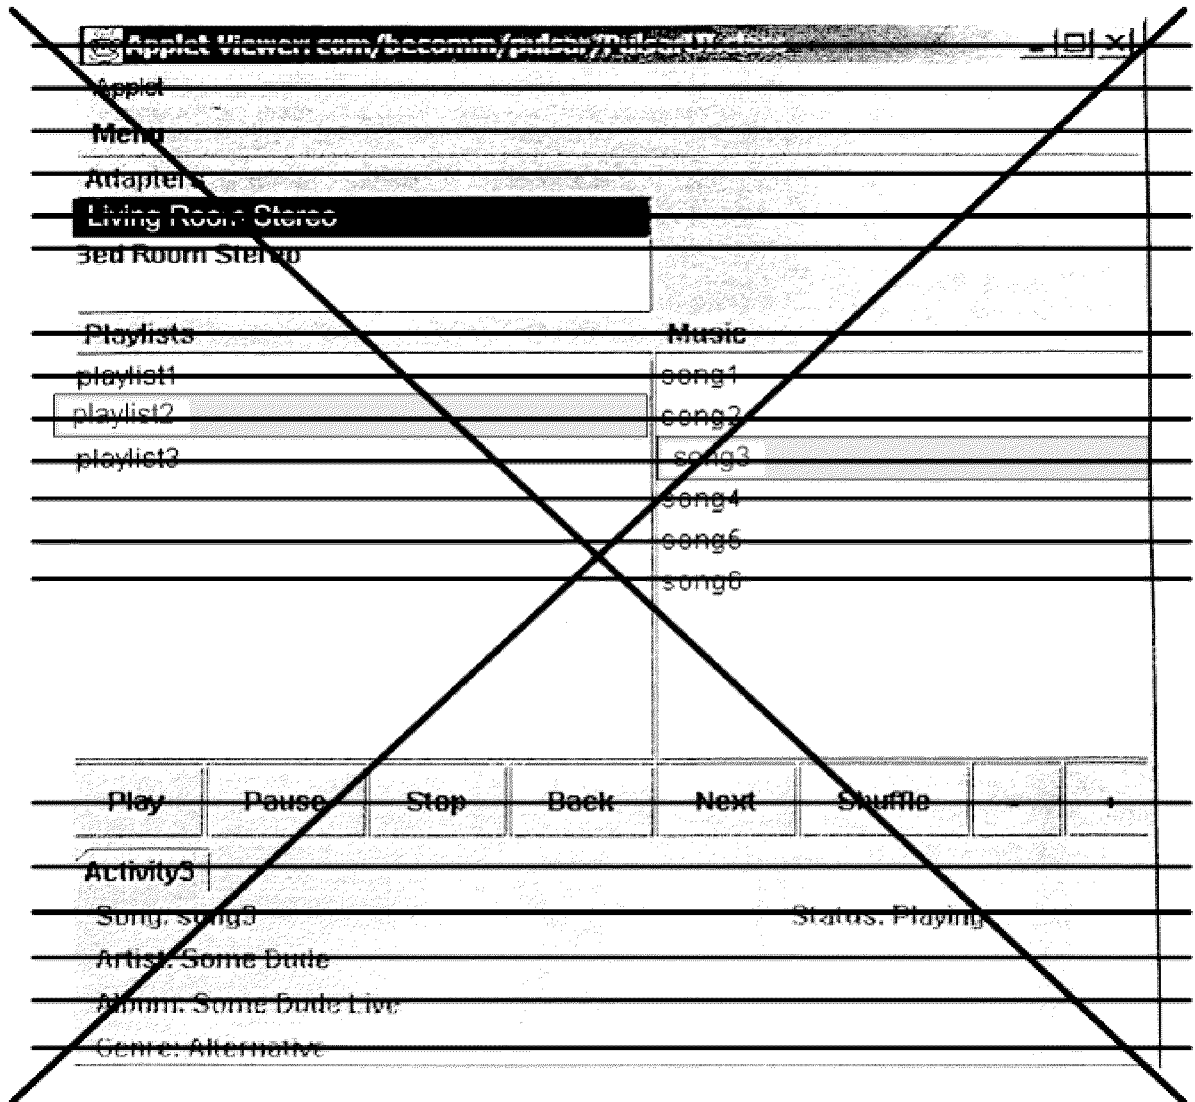 Applet Viewer: com/becomm/pulsar/
Applet
Menu
Adapters
Living Room Stereo
Bed Room Stereo
Playlists Music
playlist1 song1
playlist2 song2
playlist3 song3
song4
song5
song6
Play Pause Stop Back Next Shuffle - +
Activity3
Song: song3 Status: Playing
Artist: Some Dude
Album: Some Dude Live
Genre: Alternative